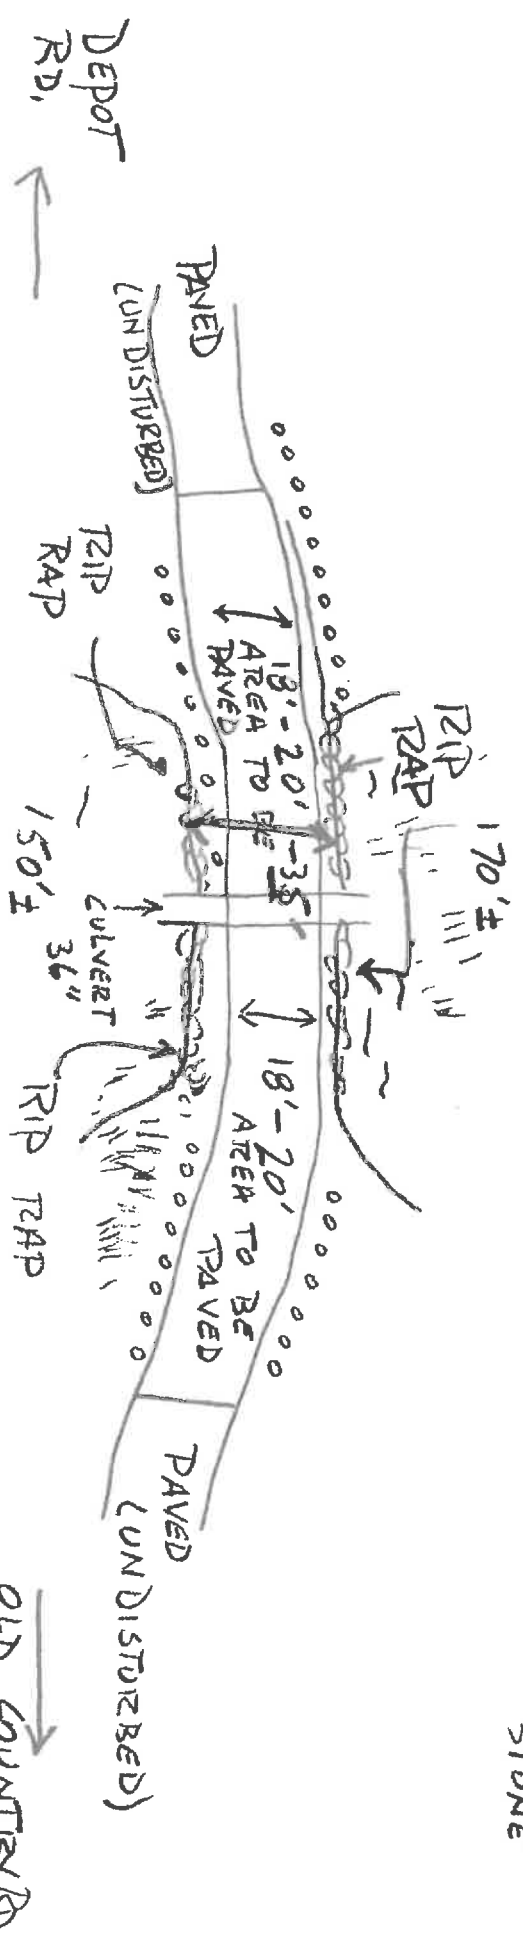 DEPOT
RD.
PAVED
(UNDISTURBED)
RIP
RAP
18'-20'
AREA TO BE
PAVED
RIP
RAP
170'±
~35'
150'±
CULVERT
36"
RIP RAP
18'-20'
AREA TO BE
PAVED
PAVED
(UNDISTURBED)
OLD COUNTRY RD
STONE